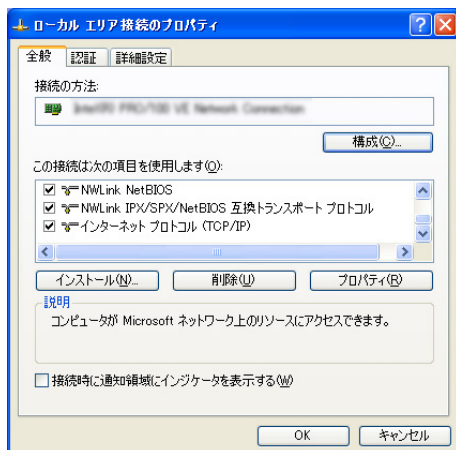 ローカル エリア接続のプロパティ
全般 認証 詳細設定
接続の方法:
Intel(R) PRO/100 VE Network Connection
構成(C)...
この接続は次の項目を使用します(O):
NWLink NetBIOS
NWLink IPX/SPX/NetBIOS 互換トランスポート プロトコル
インターネット プロトコル (TCP/IP)
インストール(N)... 削除(U) プロパティ(R)
説明
コンピュータが Microsoft ネットワーク上のリソースにアクセスできます。
接続時に通知領域にインジケータを表示する(W)
OK キャンセル